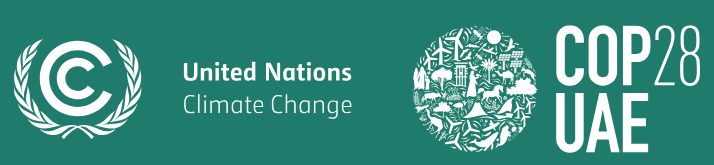 United Nations
Climate Change
COP28
UAE